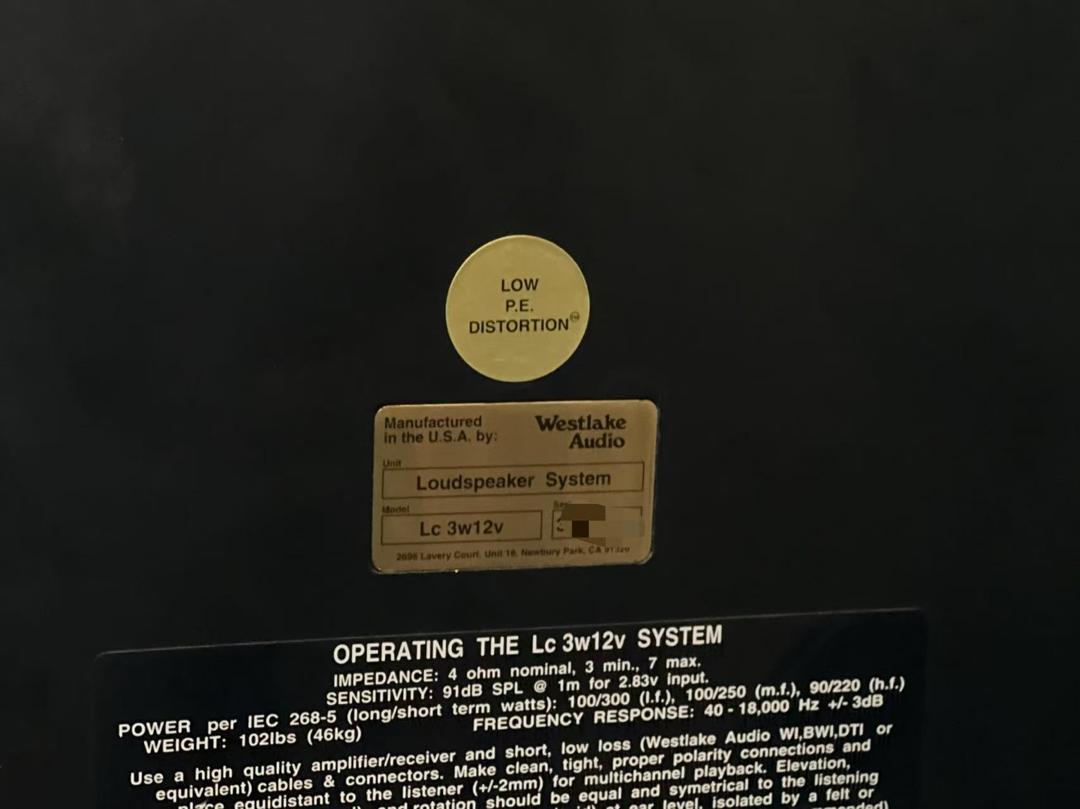 LOW
P.E.
DISTORTION
Manufactured
in the U.S.A. by:
Westlake
Audio
Unit
Loudspeaker System
Model
Lc 3w12v
2696 Lavery Court, Unit 18, Newbury Park, CA 91320
OPERATING THE Lc 3w12v SYSTEM
IMPEDANCE: 4 ohm nominal, 3 min., 7 max.
SENSITIVITY: 91dB SPL @ 1m for 2.83v input.
POWER per IEC 268-5 (long/short term watts): 100/300 (l.f.), 100/250 (m.f.), 90/220 (h.f.)
WEIGHT: 102lbs (46kg) FREQUENCY RESPONSE: 40 - 18,000 Hz +/- 3dB
Use a high quality amplifier/receiver and short, low loss (Westlake Audio WI,BWI,DTI or
equivalent) cables & connectors. Make clean, tight, proper polarity connections and
place equidistant to the listener (+/-2mm) for multichannel playback. Elevation,
and rotation should be equal and symetrical to the listening
ear level, isolated by a felt or